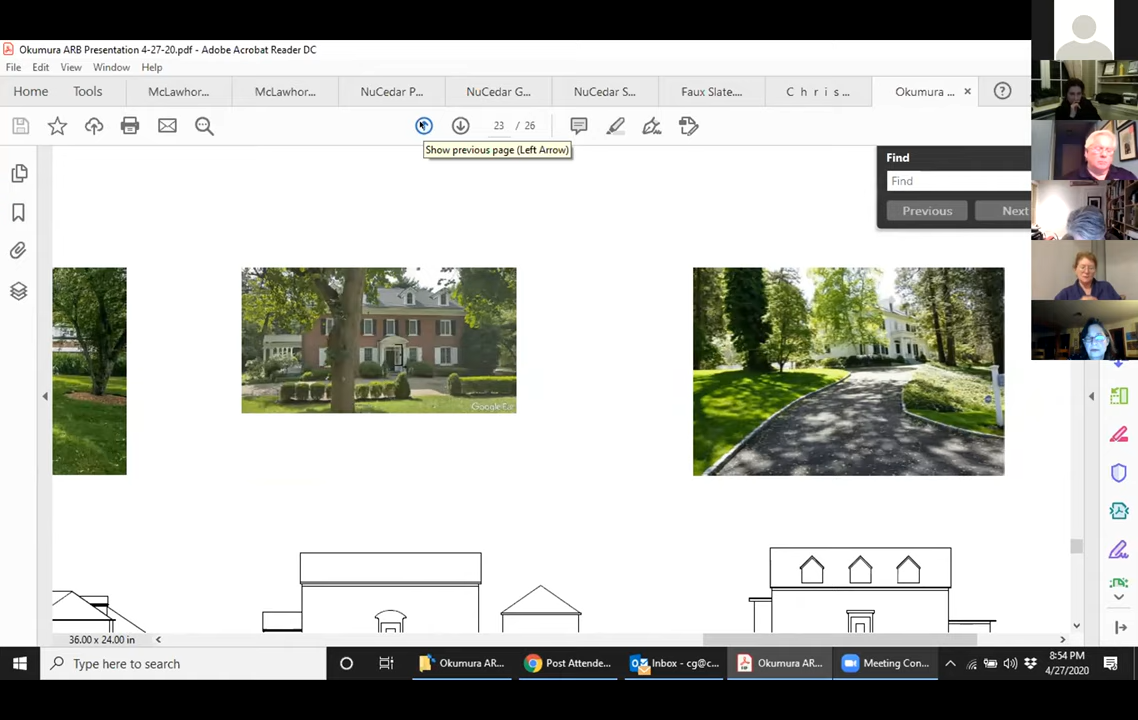 Okumura ARB Presentation 4-27-20.pdf - Adobe Acrobat Reader DC
File Edit View Window Help
Home Tools McLawhor... McLawhor... NuCedar P... NuCedar G... NuCedar S... Faux Slate.... C h r i s ... Okumura ... ×
23 / 26
Show previous page (Left Arrow)
Find
Find
Previous Next
36.00 x 24.00 in
Type here to search
Okumura AR... Post Attende... Inbox - cg@c... Okumura AR... Meeting Con...
8:54 PM
4/27/2020